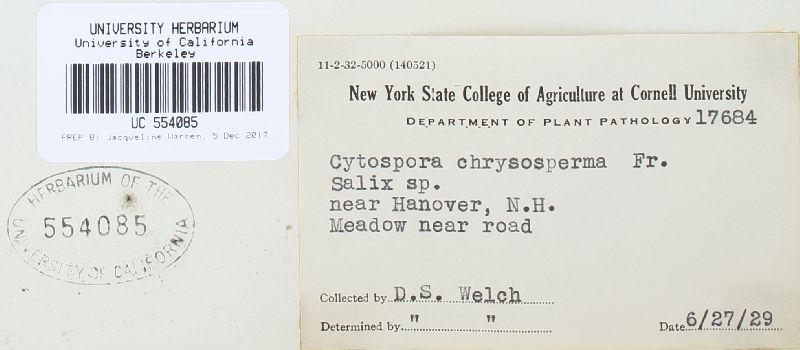 UNIVERSITY HERBARIUM
University of California
Berkeley
UC 554085
PREP BY Jacqueline Warren, 5 Dec 2017
HERBARIUM OF THE
554085
UNIVERSITY OF CALIFORNIA
11-2-32-5000 (140521)
New York State College of Agriculture at Cornell University
DEPARTMENT OF PLANT PATHOLOGY 17684
Cytospora chrysosperma Fr.
Salix sp.
near Hanover, N.H.
Meadow near road
Collected by D.S. Welch
Determined by " "
Date 6/27/29